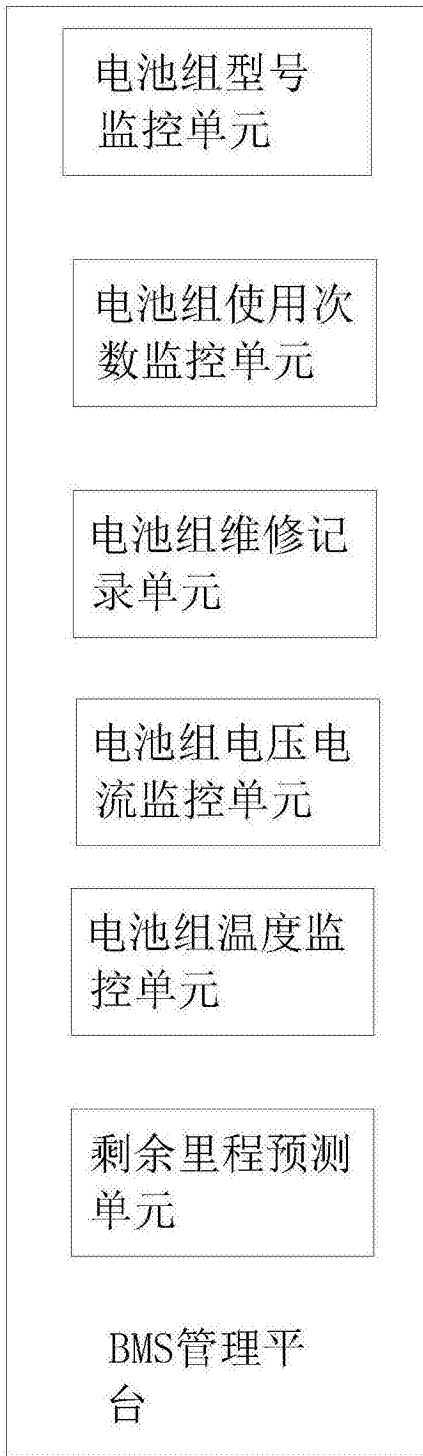 电池组型号
监控单元
电池组使用次
数监控单元
电池组维修记
录单元
电池组电压电
流监控单元
电池组温度监
控单元
剩余里程预测
单元
BMS管理平
台